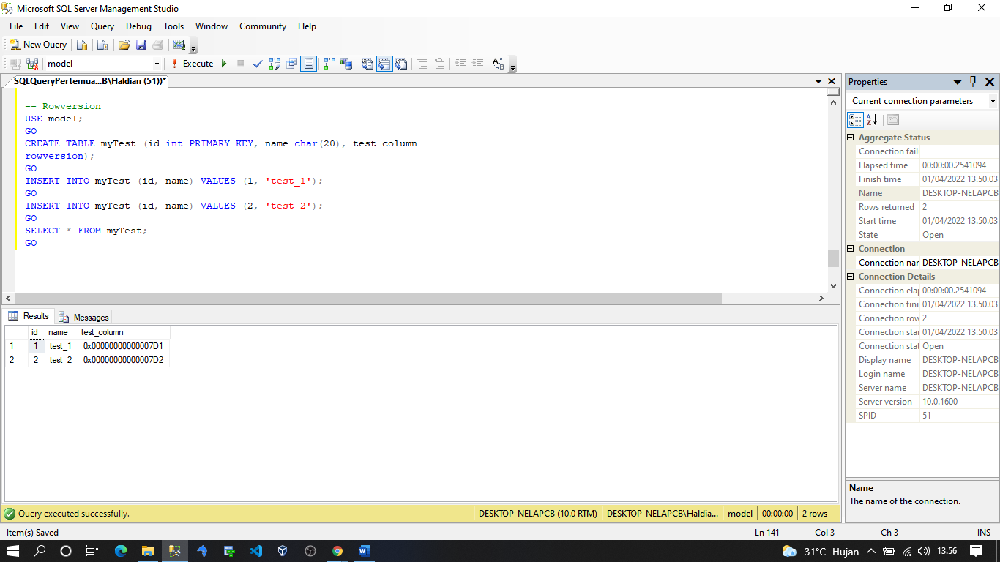 Microsoft SQL Server Management Studio
File Edit View Query Debug Tools Window Community Help
New Query
model Execute
SQLQueryPertemua...B\Haldian (51))*
-- Rowversion
USE model;
GO
CREATE TABLE myTest (id int PRIMARY KEY, name char(20), test_column
rowversion);
GO
INSERT INTO myTest (id, name) VALUES (1, 'test_1');
GO
INSERT INTO myTest (id, name) VALUES (2, 'test_2');
GO
SELECT * FROM myTest;
GO
Results Messages
id name test_column
1 1 test_1 0x00000000000007D1
2 2 test_2 0x00000000000007D2
Query executed successfully. DESKTOP-NELAPCB (10.0 RTM) DESKTOP-NELAPCB\Haldia... model 00:00:00 2 rows
Properties
Current connection parameters
Aggregate Status
Connection fail
Elapsed time 00:00:00.2541094
Finish time 01/04/2022 13.50.03
Name DESKTOP-NELAPCB
Rows returned 2
Start time 01/04/2022 13.50.03
State Open
Connection
Connection nar DESKTOP-NELAPCB
Connection Details
Connection elap 00:00:00.2541094
Connection fini 01/04/2022 13.50.03
Connection row 2
Connection star 01/04/2022 13.50.03
Connection stat Open
Display name DESKTOP-NELAPCB
Login name DESKTOP-NELAPCB\
Server name DESKTOP-NELAPCB
Server version 10.0.1600
SPID 51
Name
The name of the connection.
Item(s) Saved Ln 141 Col 3 Ch 3 INS
31°C Hujan 13.56